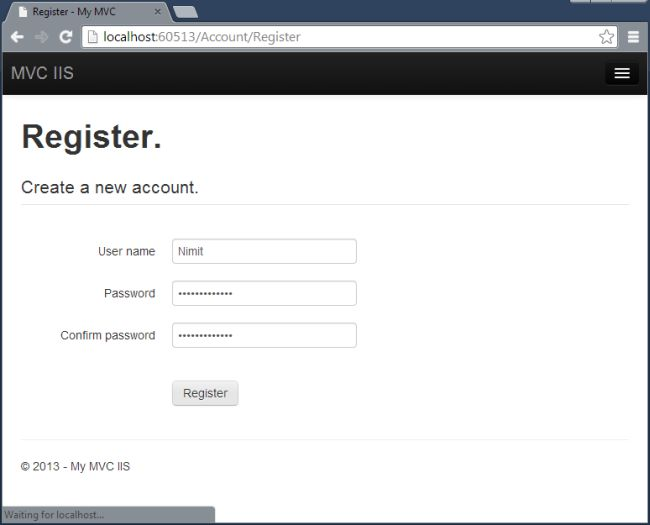 Register - My MVC
localhost:60513/Account/Register
MVC IIS
Register.
Create a new account.
User name Nimit
Password •••••••••••••
Confirm password •••••••••••••
Register
© 2013 - My MVC IIS
Waiting for localhost...